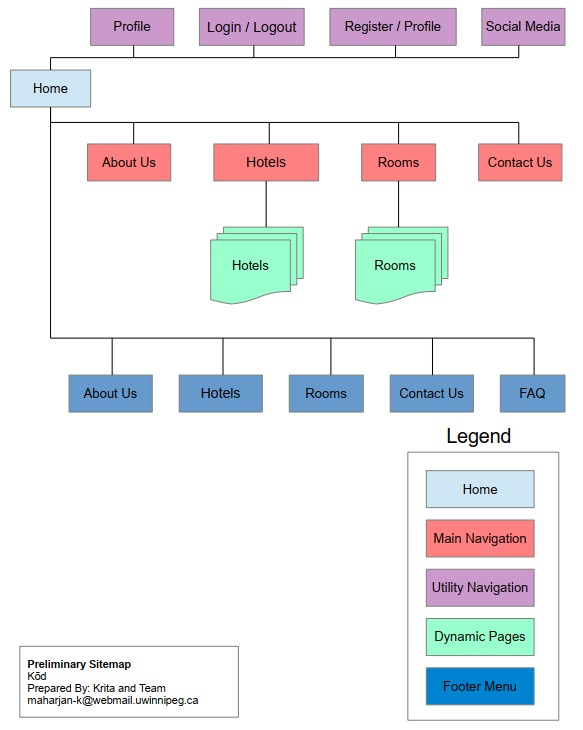 Profile
Login / Logout
Register / Profile
Social Media
Home
About Us
Hotels
Rooms
Contact Us
Hotels
Rooms
About Us
Hotels
Rooms
Contact Us
FAQ
Legend
Home
Main Navigation
Utility Navigation
Dynamic Pages
Footer Menu
Preliminary Sitemap
Kōd
Prepared By: Krita and Team
maharjan-k@webmail.uwinnipeg.ca